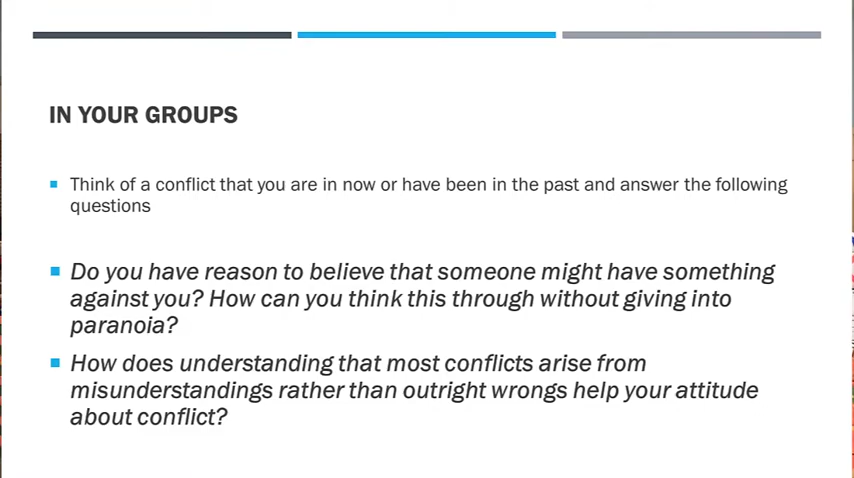 IN YOUR GROUPS
Think of a conflict that you are in now or have been in the past and answer the following
questions
Do you have reason to believe that someone might have something
against you? How can you think this through without giving into
paranoia?
How does understanding that most conflicts arise from
misunderstandings rather than outright wrongs help your attitude
about conflict?